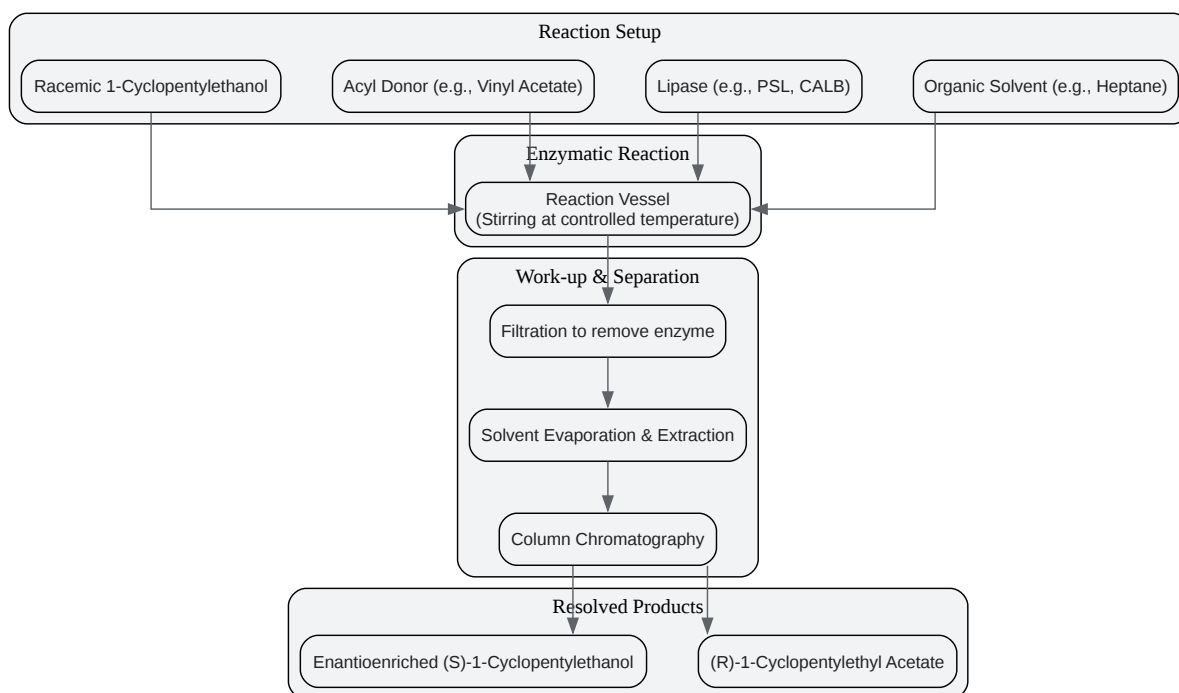 Reaction Setup
Racemic 1-Cyclopentylethanol
Acyl Donor (e.g., Vinyl Acetate)
Lipase (e.g., PSL, CALB)
Organic Solvent (e.g., Heptane)
Enzymatic Reaction
Reaction Vessel
(Stirring at controlled temperature)
Work-up & Separation
Filtration to remove enzyme
Solvent Evaporation & Extraction
Column Chromatography
Resolved Products
Enantioenriched (S)-1-Cyclopentylethanol
(R)-1-Cyclopentylethyl Acetate